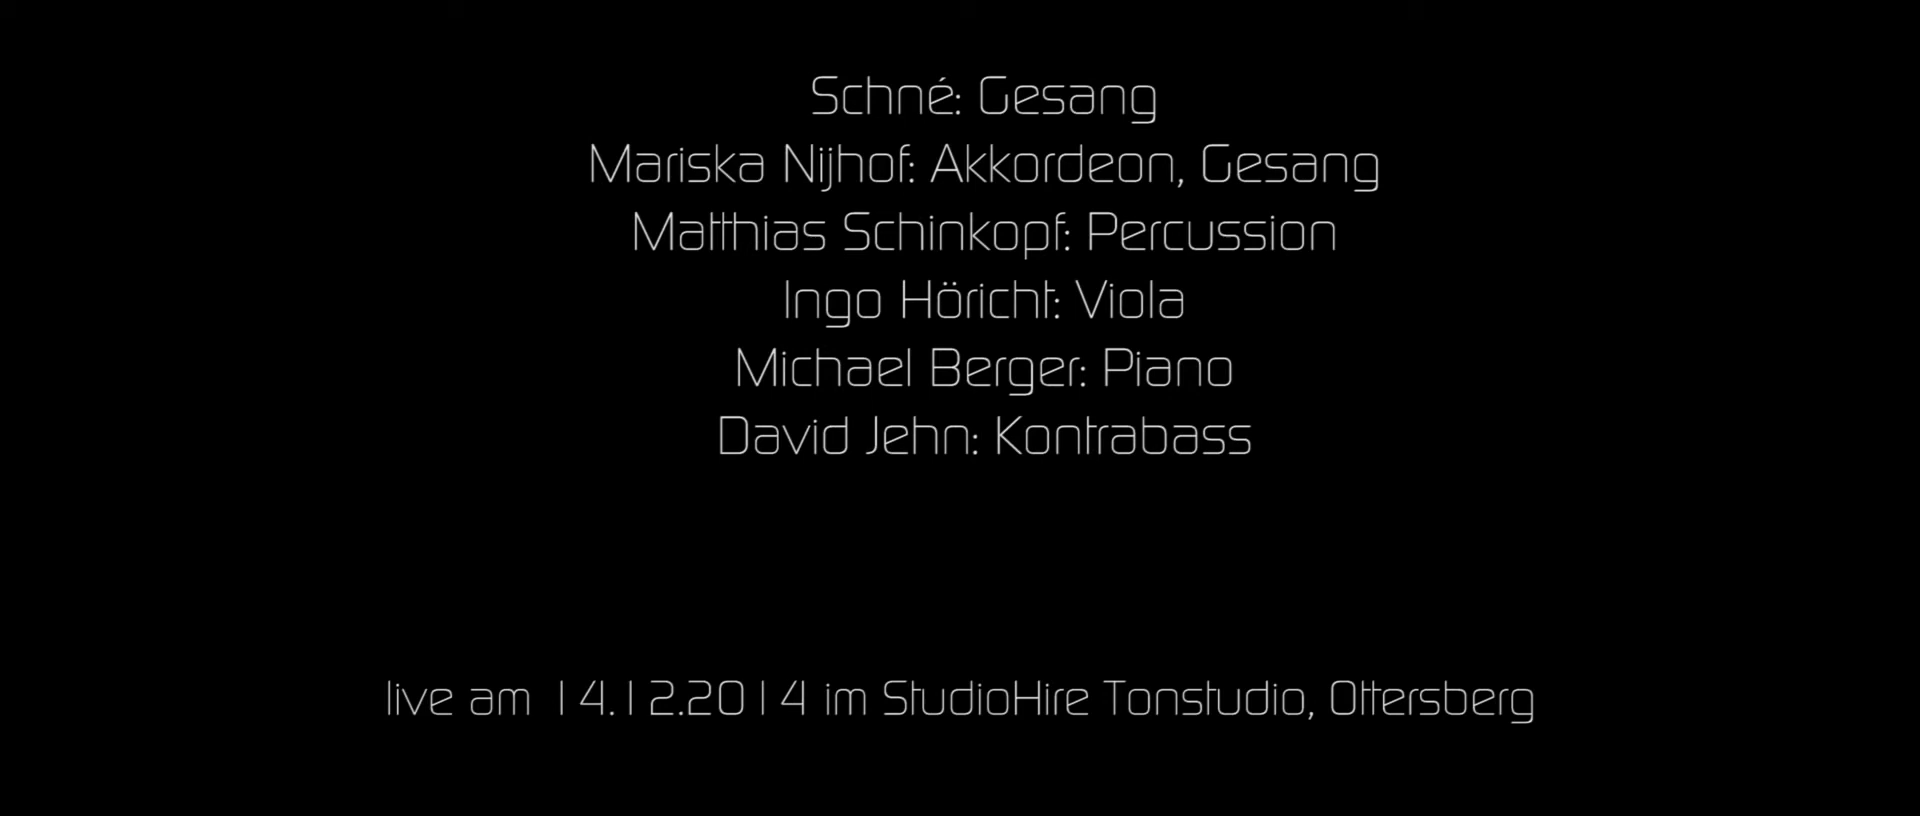 Schné: Gesang
Mariska Nijhof: Akkordeon, Gesang
Matthias Schinkopf: Percussion
Ingo Höricht: Viola
Michael Berger: Piano
David Jehn: Kontrabass
live am 14.12.2014 im StudioHire Tonstudio, Ottersberg